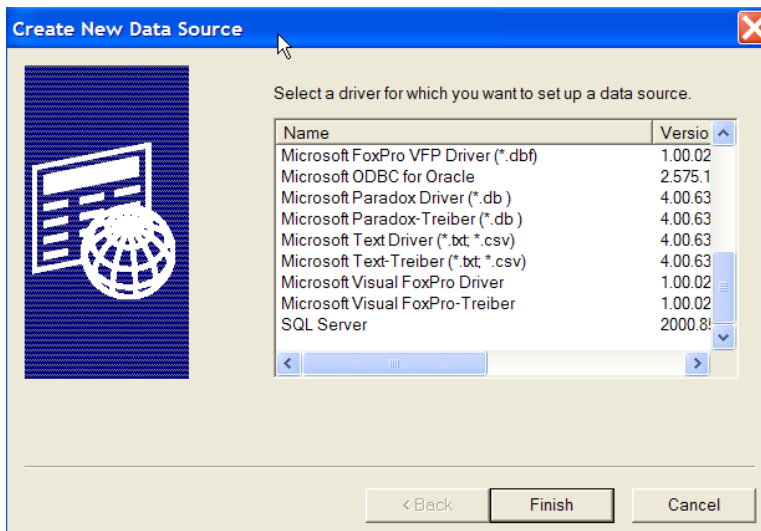 Create New Data Source
Select a driver for which you want to set up a data source.
Name Versio
Microsoft FoxPro VFP Driver (*.dbf) 1.00.02
Microsoft ODBC for Oracle 2.575.1
Microsoft Paradox Driver (*.db ) 4.00.63
Microsoft Paradox-Treiber (*.db ) 4.00.63
Microsoft Text Driver (*.txt; *.csv) 4.00.63
Microsoft Text-Treiber (*.txt; *.csv) 4.00.63
Microsoft Visual FoxPro Driver 1.00.02
Microsoft Visual FoxPro-Treiber 1.00.02
SQL Server 2000.8
< Back Finish Cancel